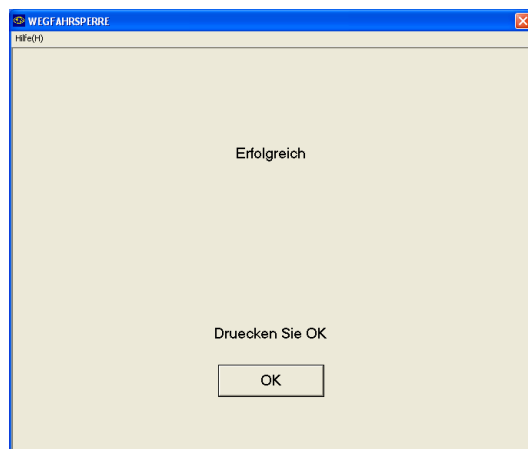 WEGFAHRSPERRE
Hilfe(H)
Erfolgreich
Druecken Sie OK
OK